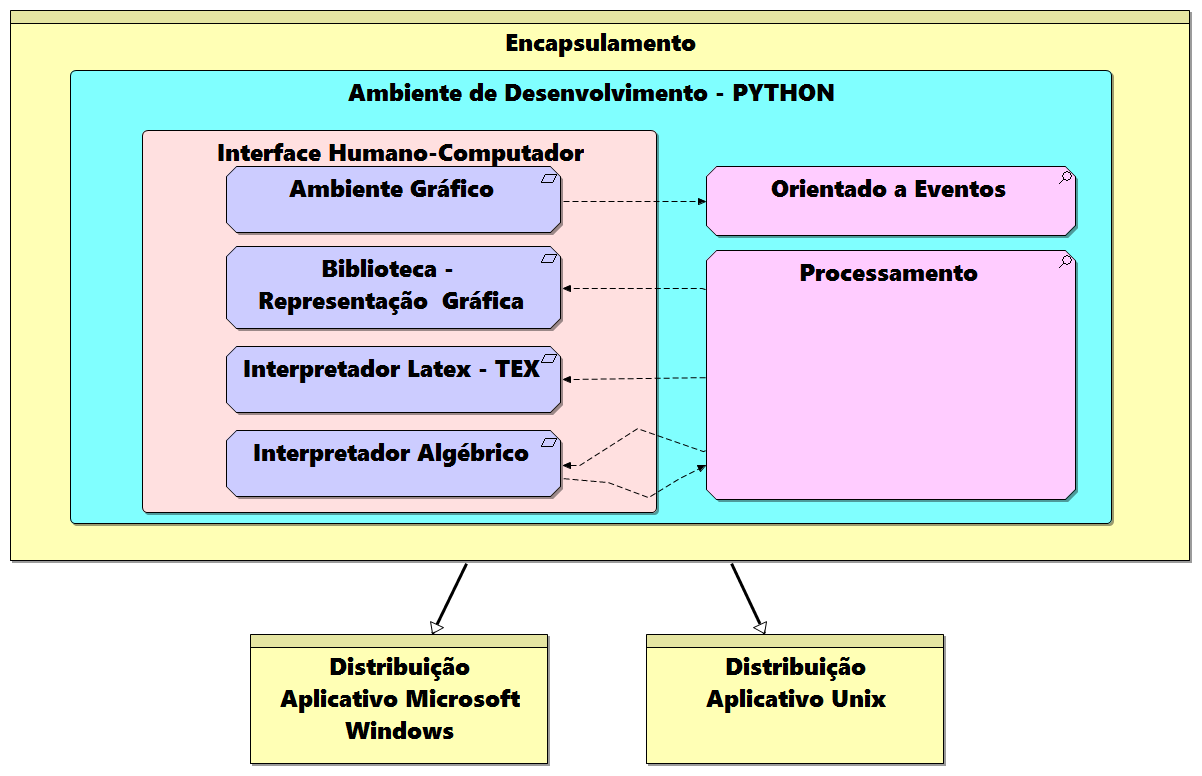 Encapsulamento
Ambiente de Desenvolvimento - PYTHON
Interface Humano-Computador
Ambiente Gráfico
Orientado a Eventos
Biblioteca -
Representação Gráfica
Processamento
Interpretador Latex - TEX
Interpretador Algébrico
Distribuição
Aplicativo Microsoft
Windows
Distribuição
Aplicativo Unix